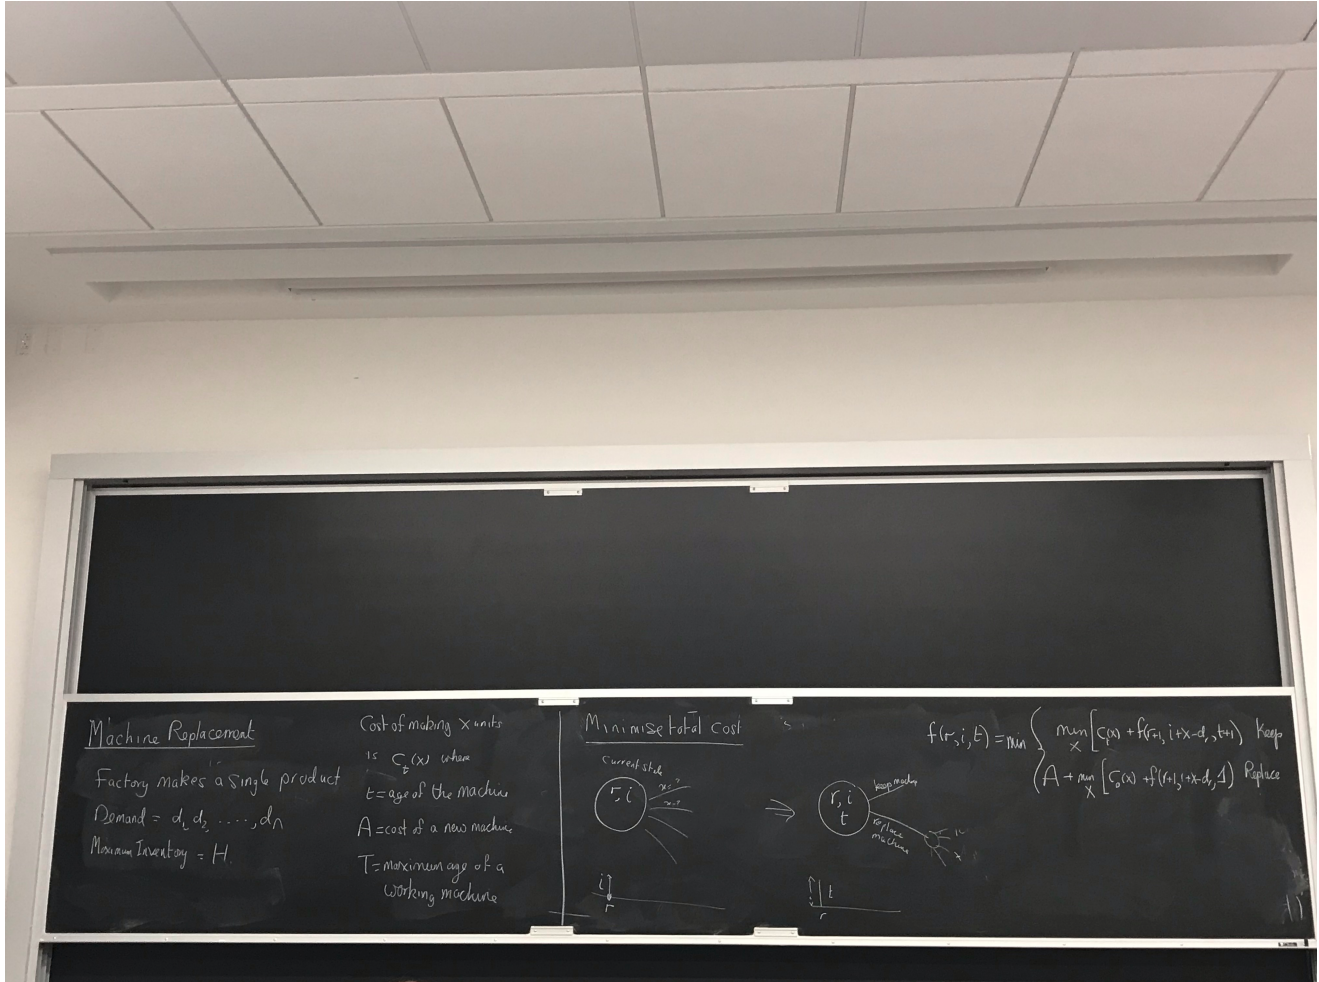 Machine Replacement
Factory makes a single product
Demand = d₁, d₂, ...., dₙ
Maximum Inventory = H.
Cost of making x units
is Cₜ(x) where
t = age of the machine
A = cost of a new machine
T = maximum age of a
working machine
Minimise total cost
Current state
r, i
x=?
x=?
i
r
⇒
r, i
t
keep machine
replace
machine
t
r
f(r, i, t) = min { min [Cₜ(x) + f(r+1, i+x-dᵣ, t+1)] Keep
x
A + min [C₀(x) + f(r+1, i+x-dᵣ, 1)] Replace
x